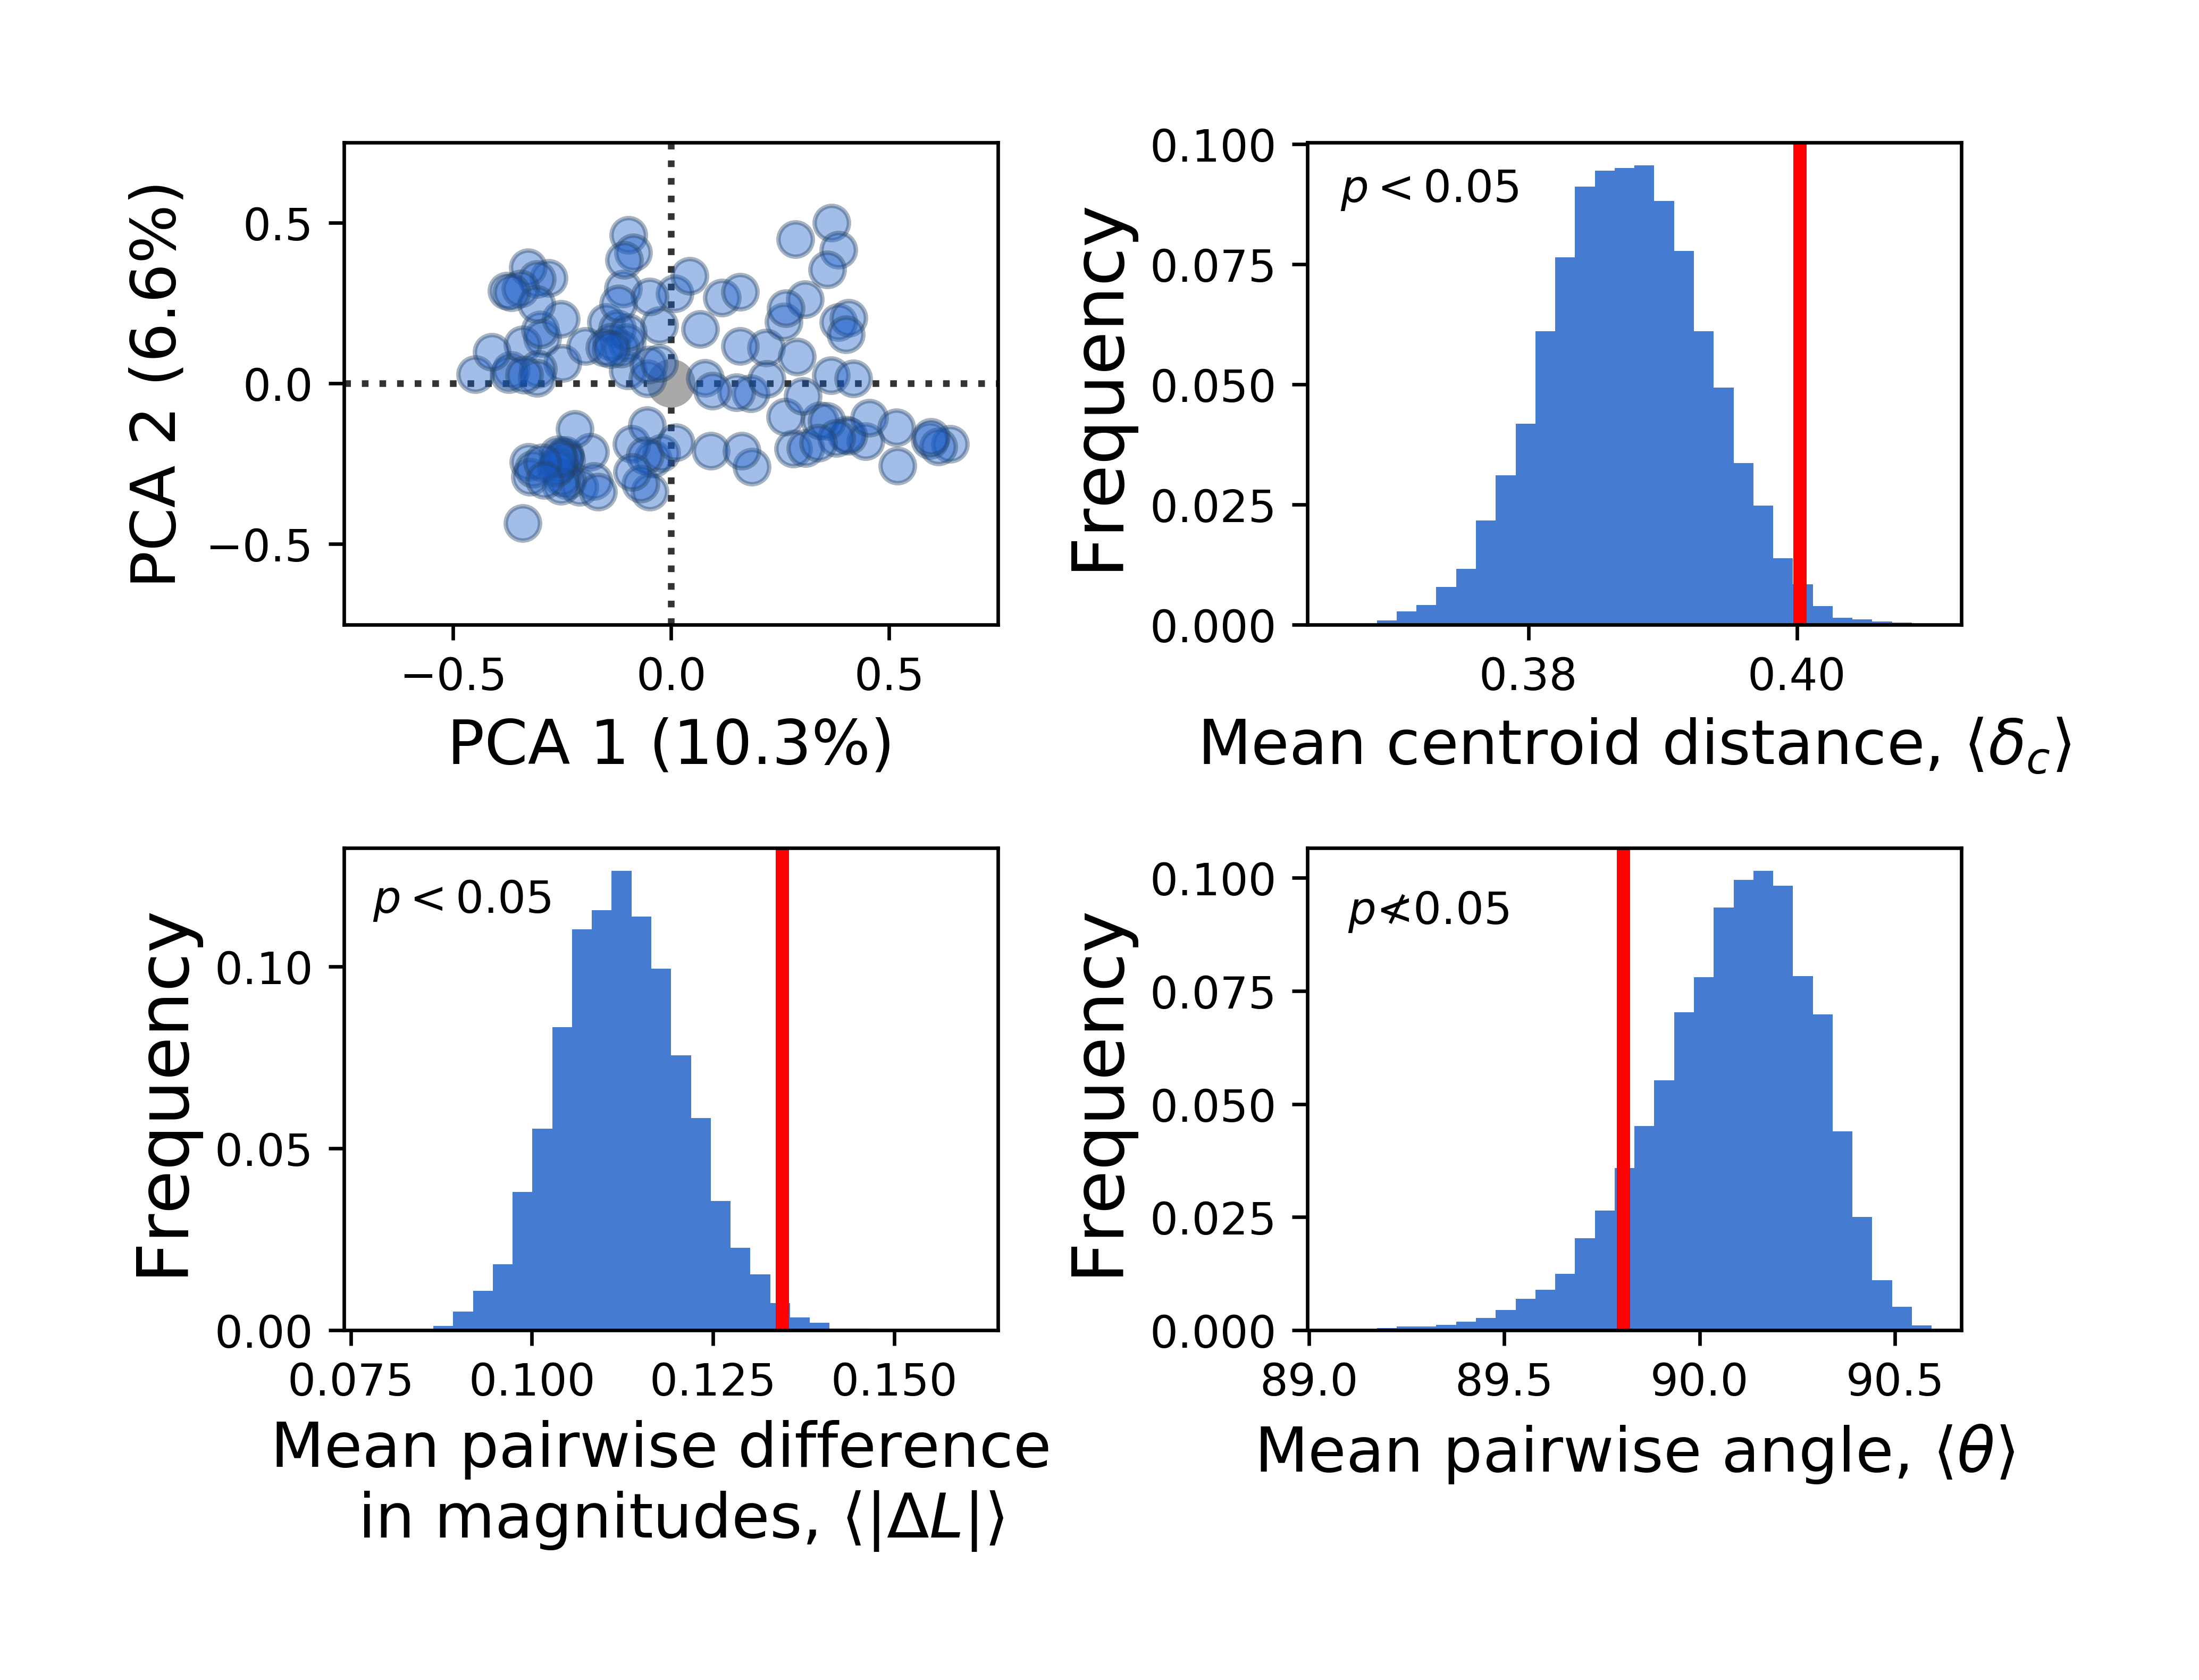 0.5
0.0
−0.5
PCA 2 (6.6%)
−0.5 0.0 0.5
PCA 1 (10.3%)
p < 0.05
0.100
0.075
0.050
0.025
0.000
Frequency
0.38 0.40
Mean centroid distance, ⟨δc⟩
p < 0.05
0.10
0.05
0.00
Frequency
0.075 0.100 0.125 0.150
Mean pairwise difference
in magnitudes, ⟨|ΔL|⟩
p≮0.05
0.100
0.075
0.050
0.025
0.000
Frequency
89.0 89.5 90.0 90.5
Mean pairwise angle, ⟨θ⟩